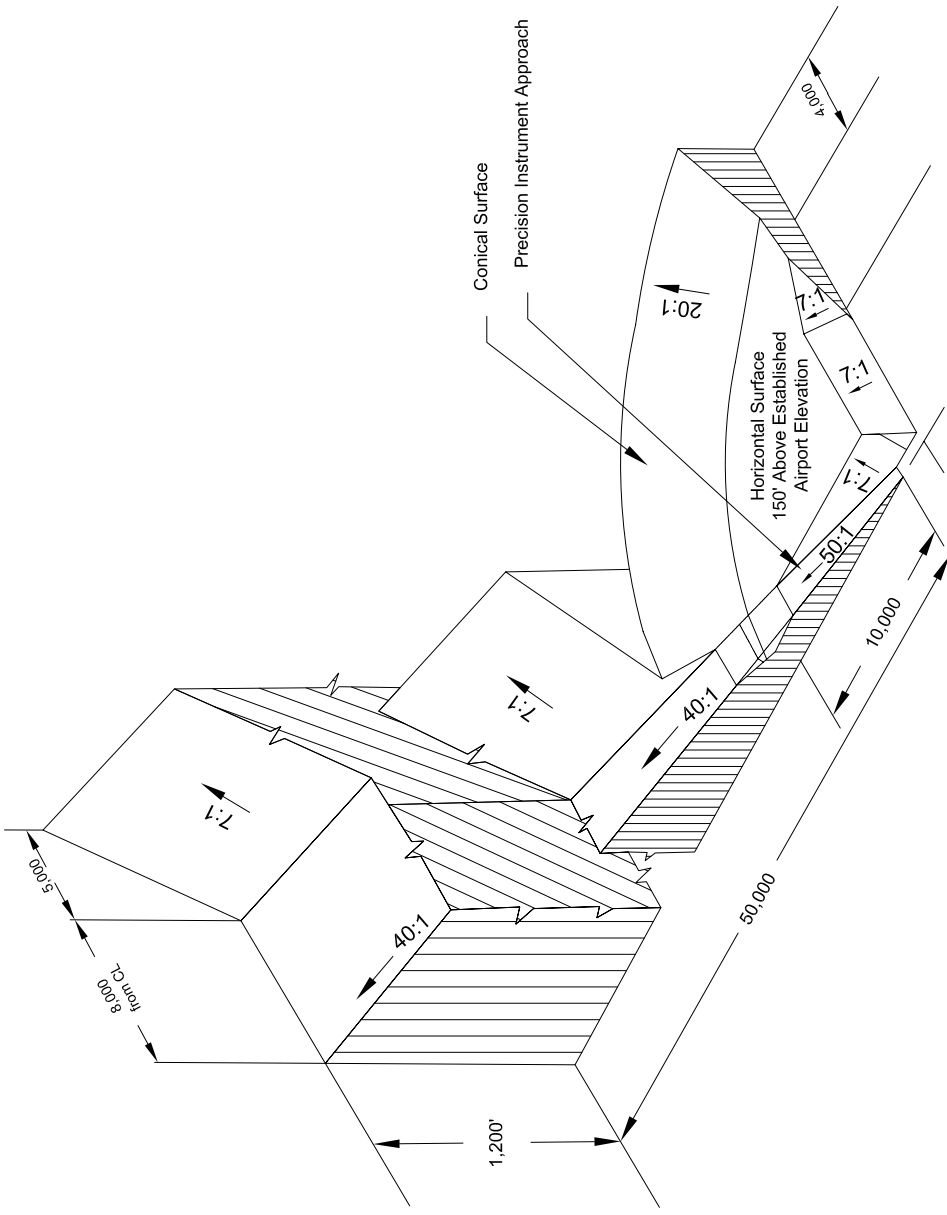 Conical Surface
Precision Instrument Approach
4,000
20:1
7:1
7:1
Horizontal Surface
150' Above Established
Airport Elevation
7:1
50:1
10,000
7:1
40:1
7:1
5,000
8,000
from CL
40:1
50,000
1,200'